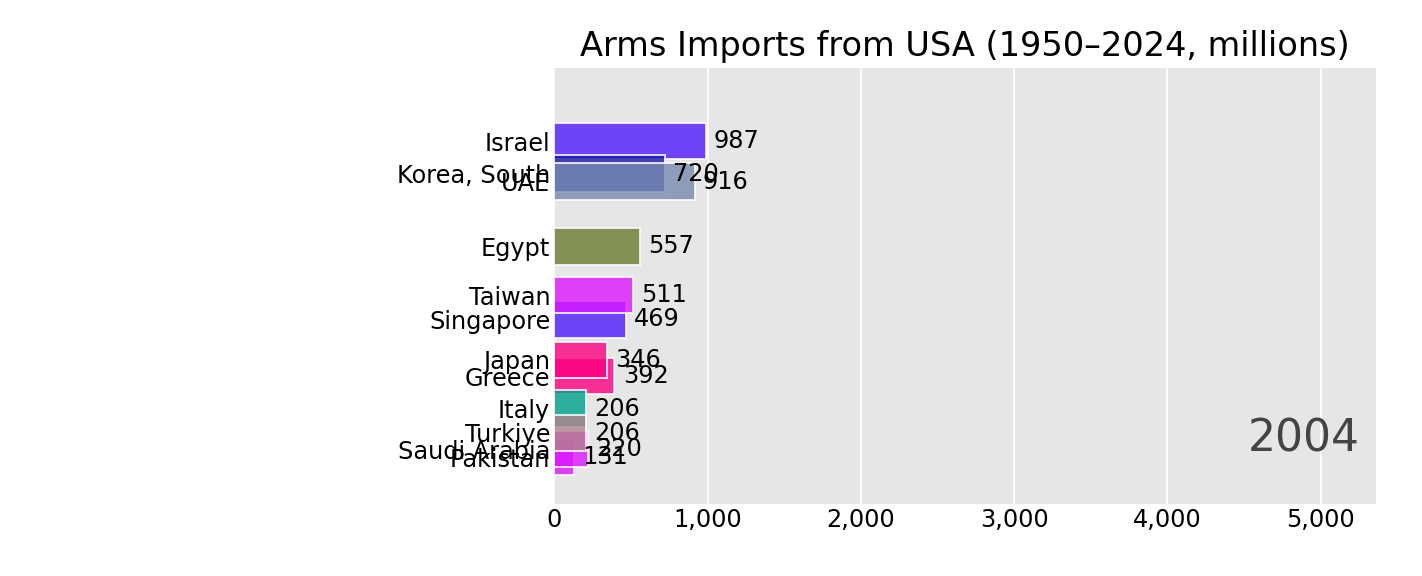 Arms Imports from USA (1950–2024, millions)
Israel 987
Korea, South 720
UAE 916
Egypt 557
Taiwan 511
Singapore 469
Japan 346
Greece 392
Italy 206
Turkiye 206
Saudi Arabia 220
Pakistan 131
2004
0 1,000 2,000 3,000 4,000 5,000